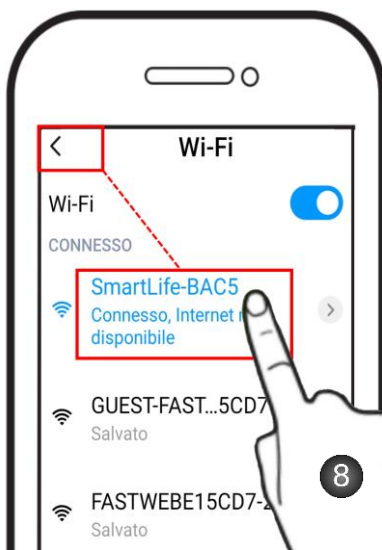 Wi-Fi
Wi-Fi
CONNESSO
SmartLife-BAC5
Connesso, Internet
disponibile
GUEST-FAST...5CD7
Salvato
FASTWEBE15CD7-
Salvato
8